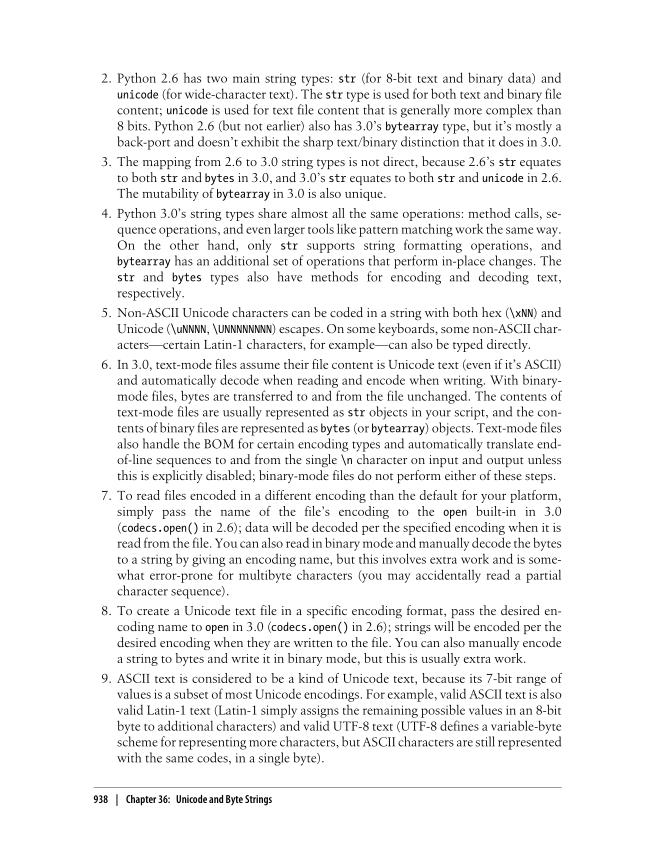 2. Python 2.6 has two main string types: str (for 8-bit text and binary data) and
unicode (for wide-character text). The str type is used for both text and binary file
content; unicode is used for text file content that is generally more complex than
8 bits. Python 2.6 (but not earlier) also has 3.0’s bytearray type, but it’s mostly a
back-port and doesn’t exhibit the sharp text/binary distinction that it does in 3.0.
3. The mapping from 2.6 to 3.0 string types is not direct, because 2.6’s str equates
to both str and bytes in 3.0, and 3.0’s str equates to both str and unicode in 2.6.
The mutability of bytearray in 3.0 is also unique.
4. Python 3.0’s string types share almost all the same operations: method calls, se-
quence operations, and even larger tools like pattern matching work the same way.
On the other hand, only str supports string formatting operations, and
bytearray has an additional set of operations that perform in-place changes. The
str and bytes types also have methods for encoding and decoding text,
respectively.
5. Non-ASCII Unicode characters can be coded in a string with both hex (\xNN) and
Unicode (\uNNNN, \UNNNNNNNN) escapes. On some keyboards, some non-ASCII char-
acters—certain Latin-1 characters, for example—can also be typed directly.
6. In 3.0, text-mode files assume their file content is Unicode text (even if it’s ASCII)
and automatically decode when reading and encode when writing. With binary-
mode files, bytes are transferred to and from the file unchanged. The contents of
text-mode files are usually represented as str objects in your script, and the con-
tents of binary files are represented as bytes (or bytearray) objects. Text-mode files
also handle the BOM for certain encoding types and automatically translate end-
of-line sequences to and from the single \n character on input and output unless
this is explicitly disabled; binary-mode files do not perform either of these steps.
7. To read files encoded in a different encoding than the default for your platform,
simply pass the name of the file’s encoding to the open built-in in 3.0
(codecs.open() in 2.6); data will be decoded per the specified encoding when it is
read from the file. You can also read in binary mode and manually decode the bytes
to a string by giving an encoding name, but this involves extra work and is some-
what error-prone for multibyte characters (you may accidentally read a partial
character sequence).
8. To create a Unicode text file in a specific encoding format, pass the desired en-
coding name to open in 3.0 (codecs.open() in 2.6); strings will be encoded per the
desired encoding when they are written to the file. You can also manually encode
a string to bytes and write it in binary mode, but this is usually extra work.
9. ASCII text is considered to be a kind of Unicode text, because its 7-bit range of
values is a subset of most Unicode encodings. For example, valid ASCII text is also
valid Latin-1 text (Latin-1 simply assigns the remaining possible values in an 8-bit
byte to additional characters) and valid UTF-8 text (UTF-8 defines a variable-byte
scheme for representing more characters, but ASCII characters are still represented
with the same codes, in a single byte).
938 | Chapter 36: Unicode and Byte Strings